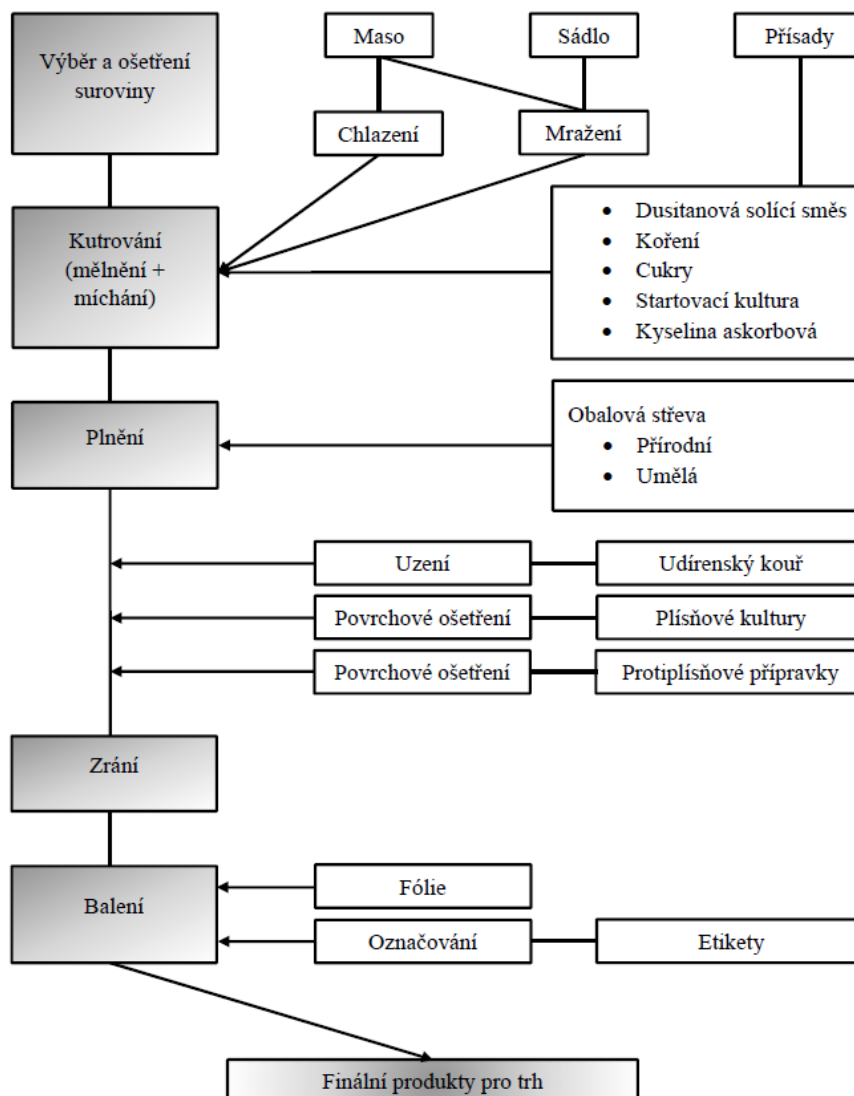 Výběr a ošetření
suroviny
Maso
Sádlo
Přísady
Chlazení
Mražení
Kutrování
(mělnění +
míchání)
• Dusitanová solící směs
• Koření
• Cukry
• Startovací kultura
• Kyselina askorbová
Plnění
Obalová střeva
• Přírodní
• Umělá
Uzení
Udírenský kouř
Povrchové ošetření
Plísňové kultury
Povrchové ošetření
Protiplísňové přípravky
Zrání
Balení
Fólie
Označování
Etikety
Finální produkty pro trh